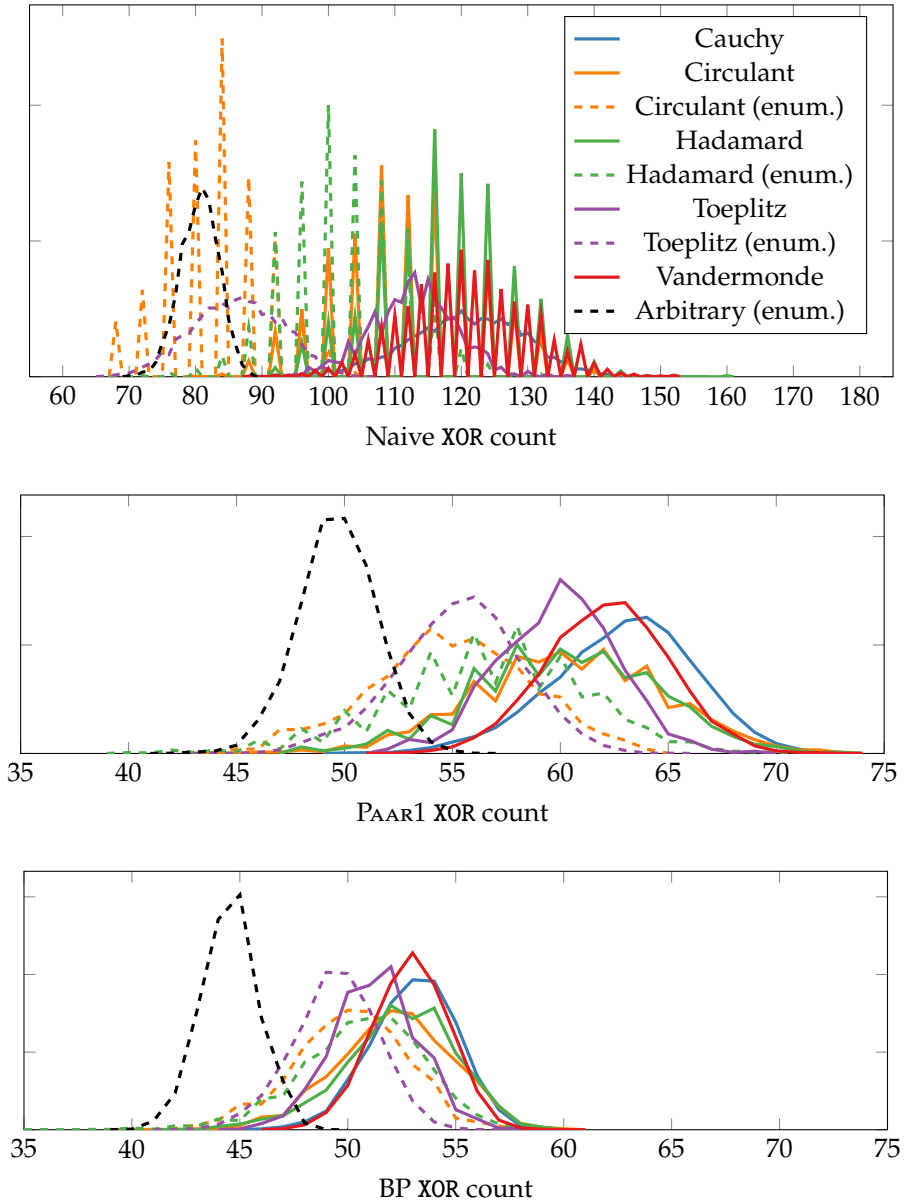 Cauchy
Circulant
Circulant (enum.)
Hadamard
Hadamard (enum.)
Toeplitz
Toeplitz (enum.)
Vandermonde
Arbitrary (enum.)
60 70 80 90 100 110 120 130 140 150 160 170 180
Naive XOR count
35 40 45 50 55 60 65 70 75
PAAR1 XOR count
35 40 45 50 55 60 65 70 75
BP XOR count